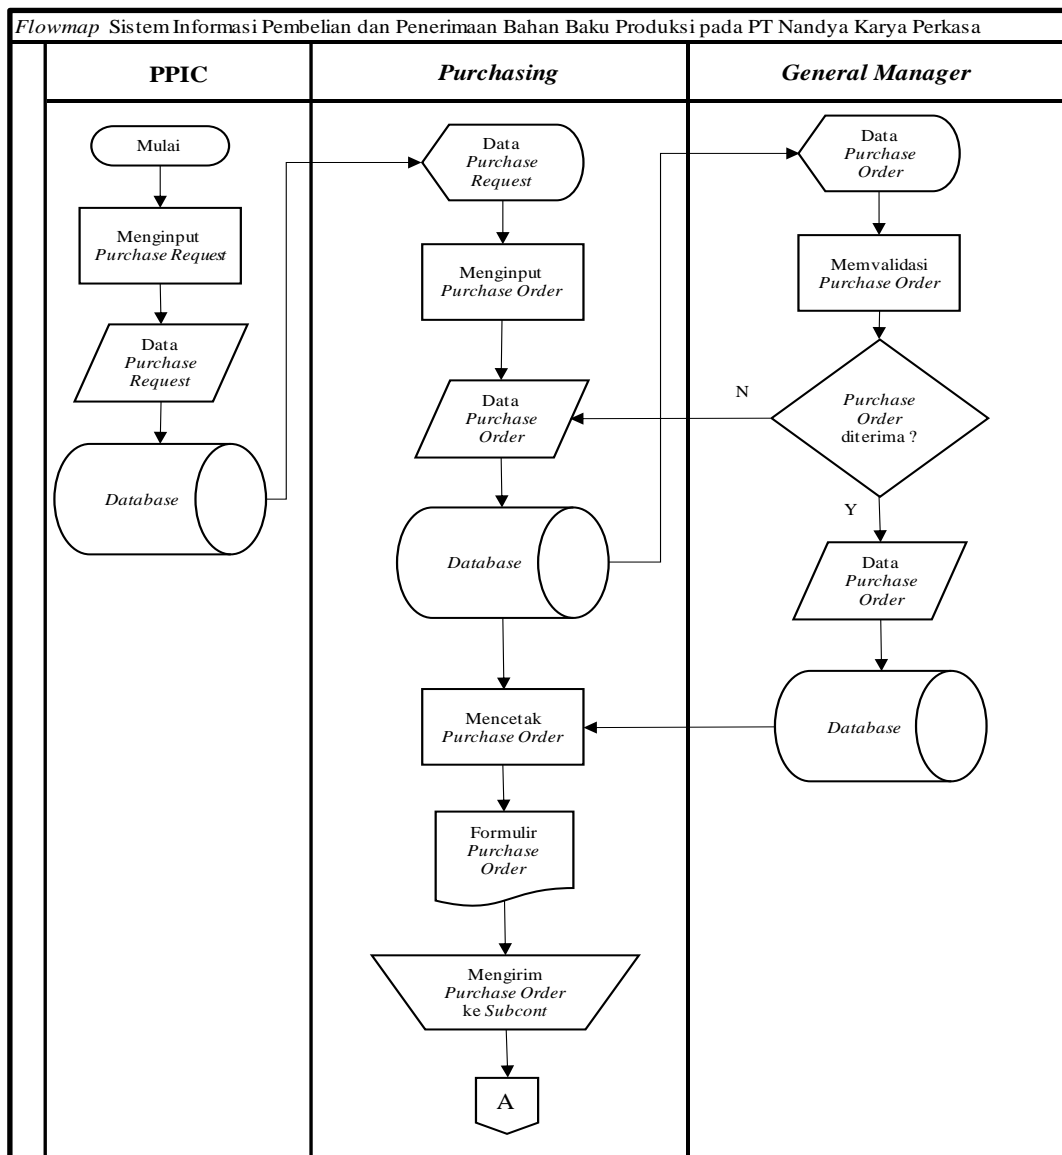 Flowmap Sistem Informasi Pembelian dan Penerimaan Bahan Baku Produksi pada PT Nandya Karya Perkasa
PPIC
Purchasing
General Manager
Mulai
Menginput
Purchase Request
Data
Purchase
Request
Database
Data
Purchase
Request
Menginput
Purchase Order
Data
Purchase
Order
Database
Mencetak
Purchase Order
Formulir
Purchase
Order
Mengirim
Purchase Order
ke Subcont
A
Data
Purchase
Order
Memvalidasi
Purchase Order
Purchase
Order
diterima ?
N
Y
Data
Purchase
Order
Database